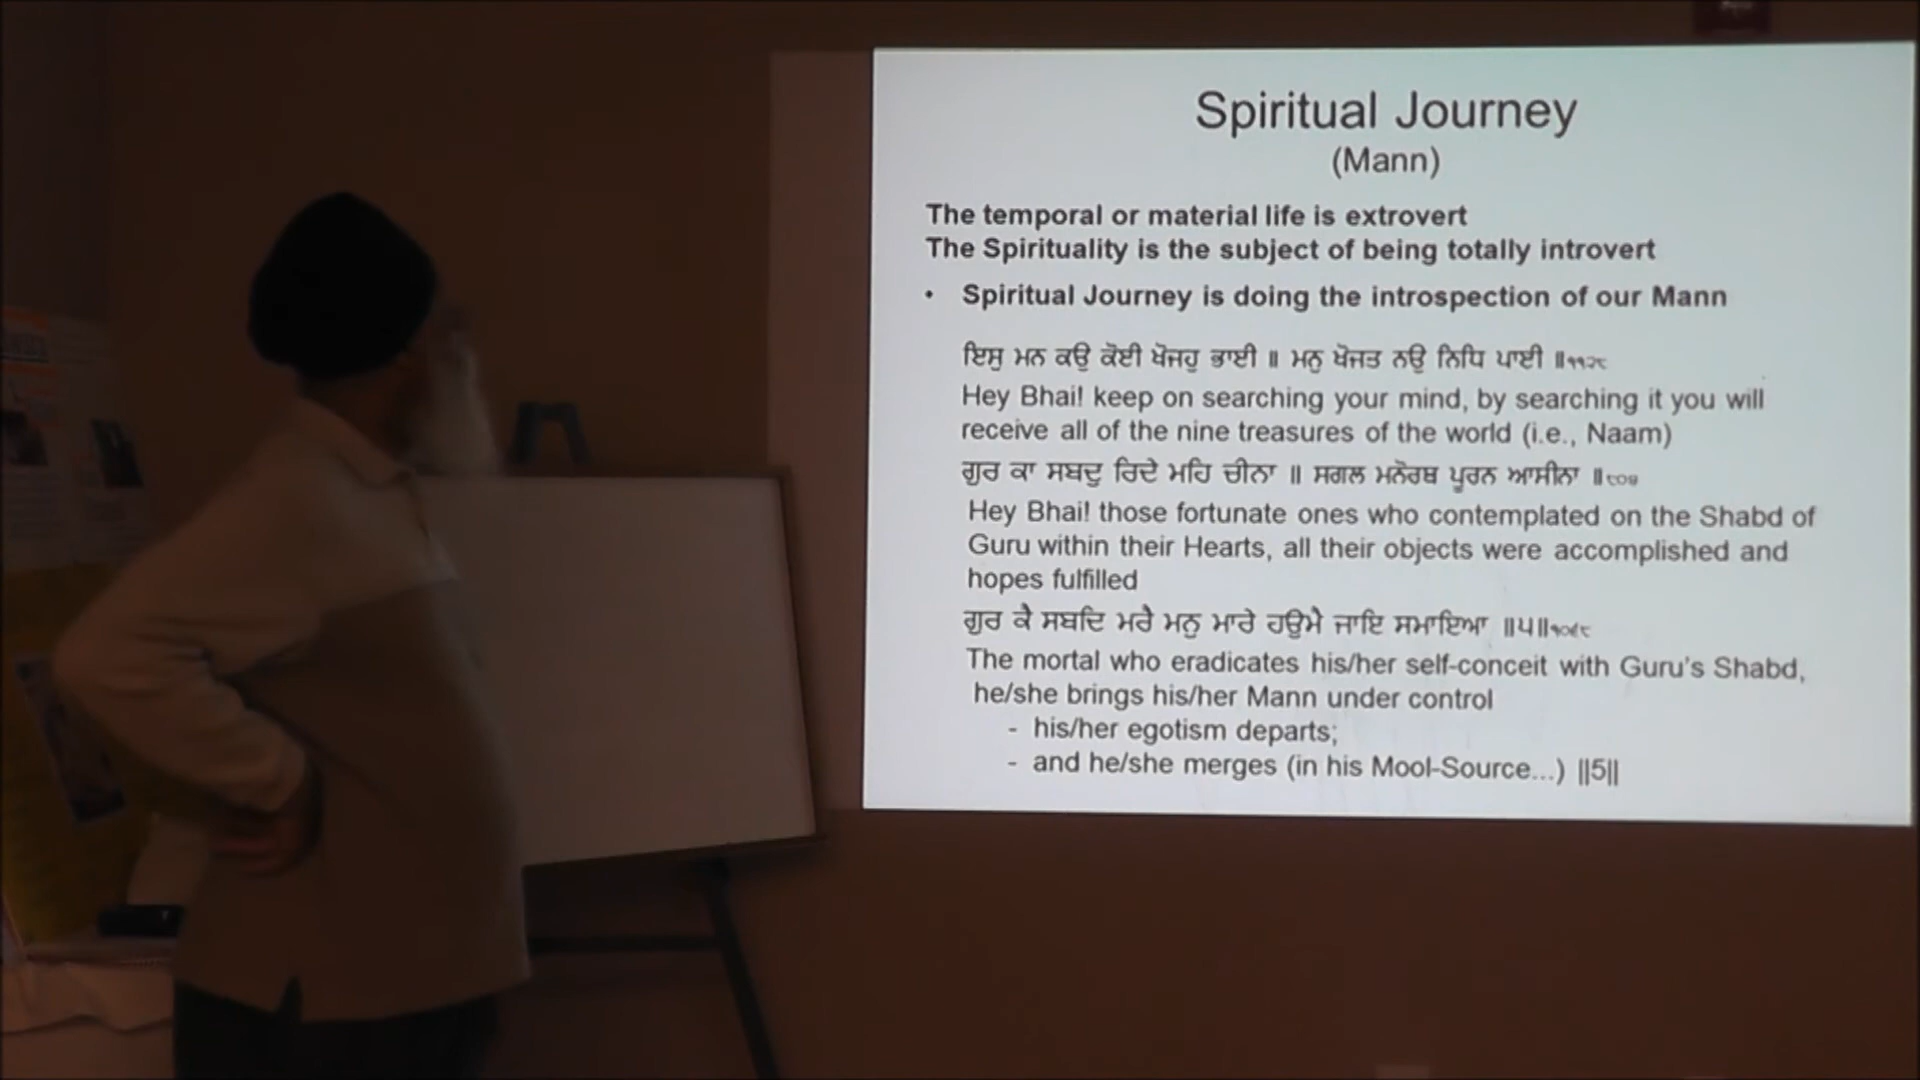 Spiritual Journey
(Mann)
The temporal or material life is extrovert
The Spirituality is the subject of being totally introvert
• Spiritual Journey is doing the introspection of our Mann
ਇਸੁ ਮਨ ਕਉ ਕੋਈ ਖੋਜਹੁ ਭਾਈ ॥ ਮਨੁ ਖੋਜਤ ਨਉ ਨਿਧਿ ਪਾਈ ॥੧੧੨੮
Hey Bhai! keep on searching your mind, by searching it you will
receive all of the nine treasures of the world (i.e., Naam)
ਗੁਰ ਕਾ ਸਬਦੁ ਰਿਦੇ ਮਹਿ ਚੀਨਾ ॥ ਸਗਲ ਮਨੋਰਥ ਪੂਰਨ ਆਸੀਨਾ ॥
Hey Bhai! those fortunate ones who contemplated on the Shabd of
Guru within their Hearts, all their objects were accomplished and
hopes fulfilled
ਗੁਰ ਕੈ ਸਬਦਿ ਮਰੈ ਮਨੁ ਮਾਰੇ ਹਉਮੈ ਜਾਇ ਸਮਾਇਆ ॥੫॥
The mortal who eradicates his/her self-conceit with Guru's Shabd,
he/she brings his/her Mann under control
- his/her egotism departs;
- and he/she merges (in his Mool-Source...) ||5||